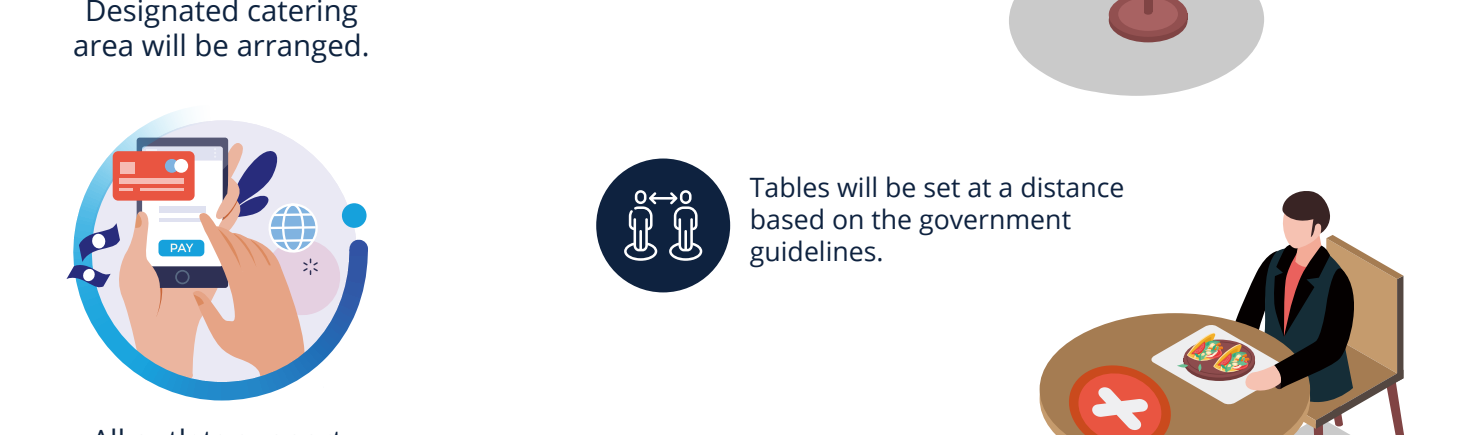 Designated catering
area will be arranged.
PAY
Tables will be set at a distance
based on the government
guidelines.